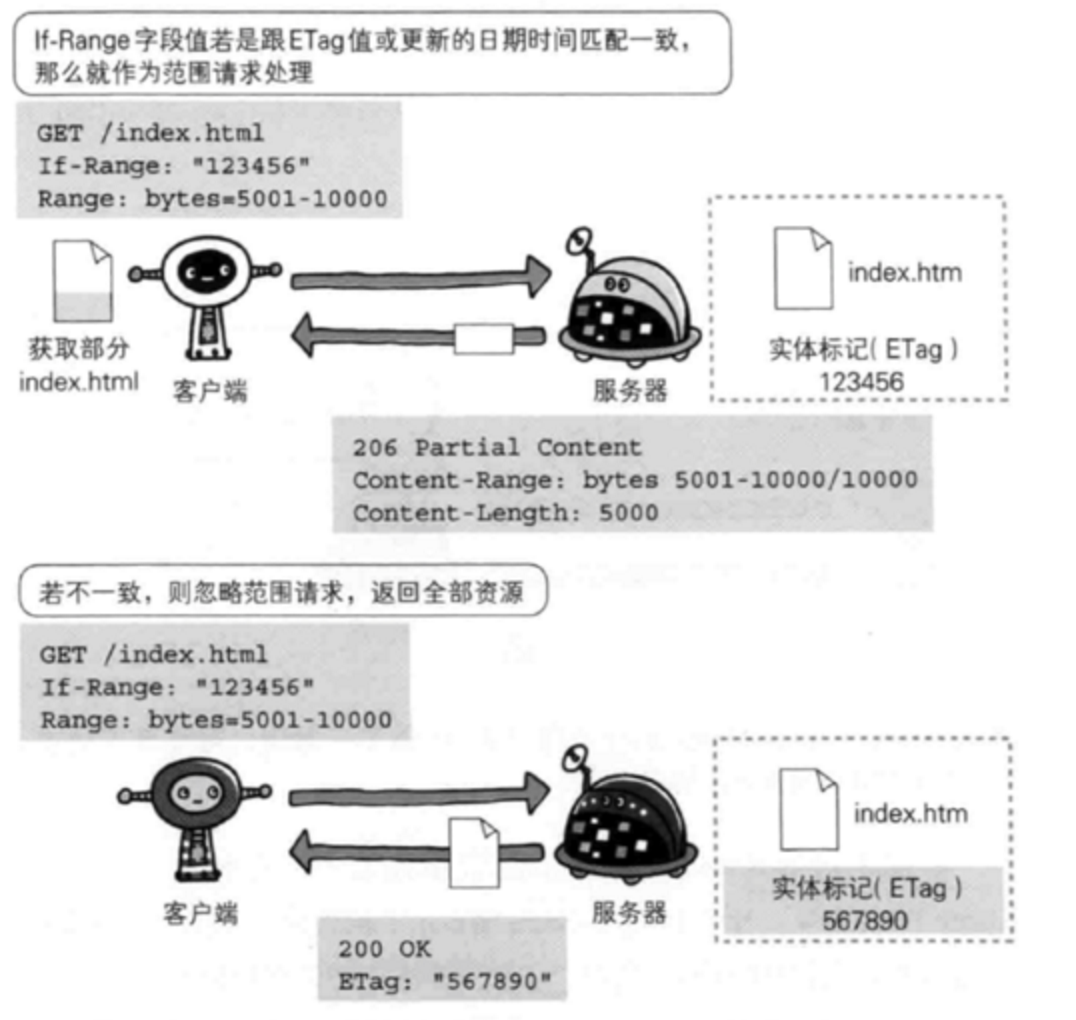 If-Range字段值若是跟ETag值或更新的日期时间匹配一致，
那么就作为范围请求处理
GET /index.html
If-Range: "123456"
Range: bytes=5001-10000
获取部分
index.html
客户端
服务器
index.htm
实体标记( ETag )
123456
206 Partial Content
Content-Range: bytes 5001-10000/10000
Content-Length: 5000
若不一致，则忽略范围请求，返回全部资源
GET /index.html
If-Range: "123456"
Range: bytes=5001-10000
客户端
服务器
index.htm
实体标记( ETag )
567890
200 OK
ETag: "567890"